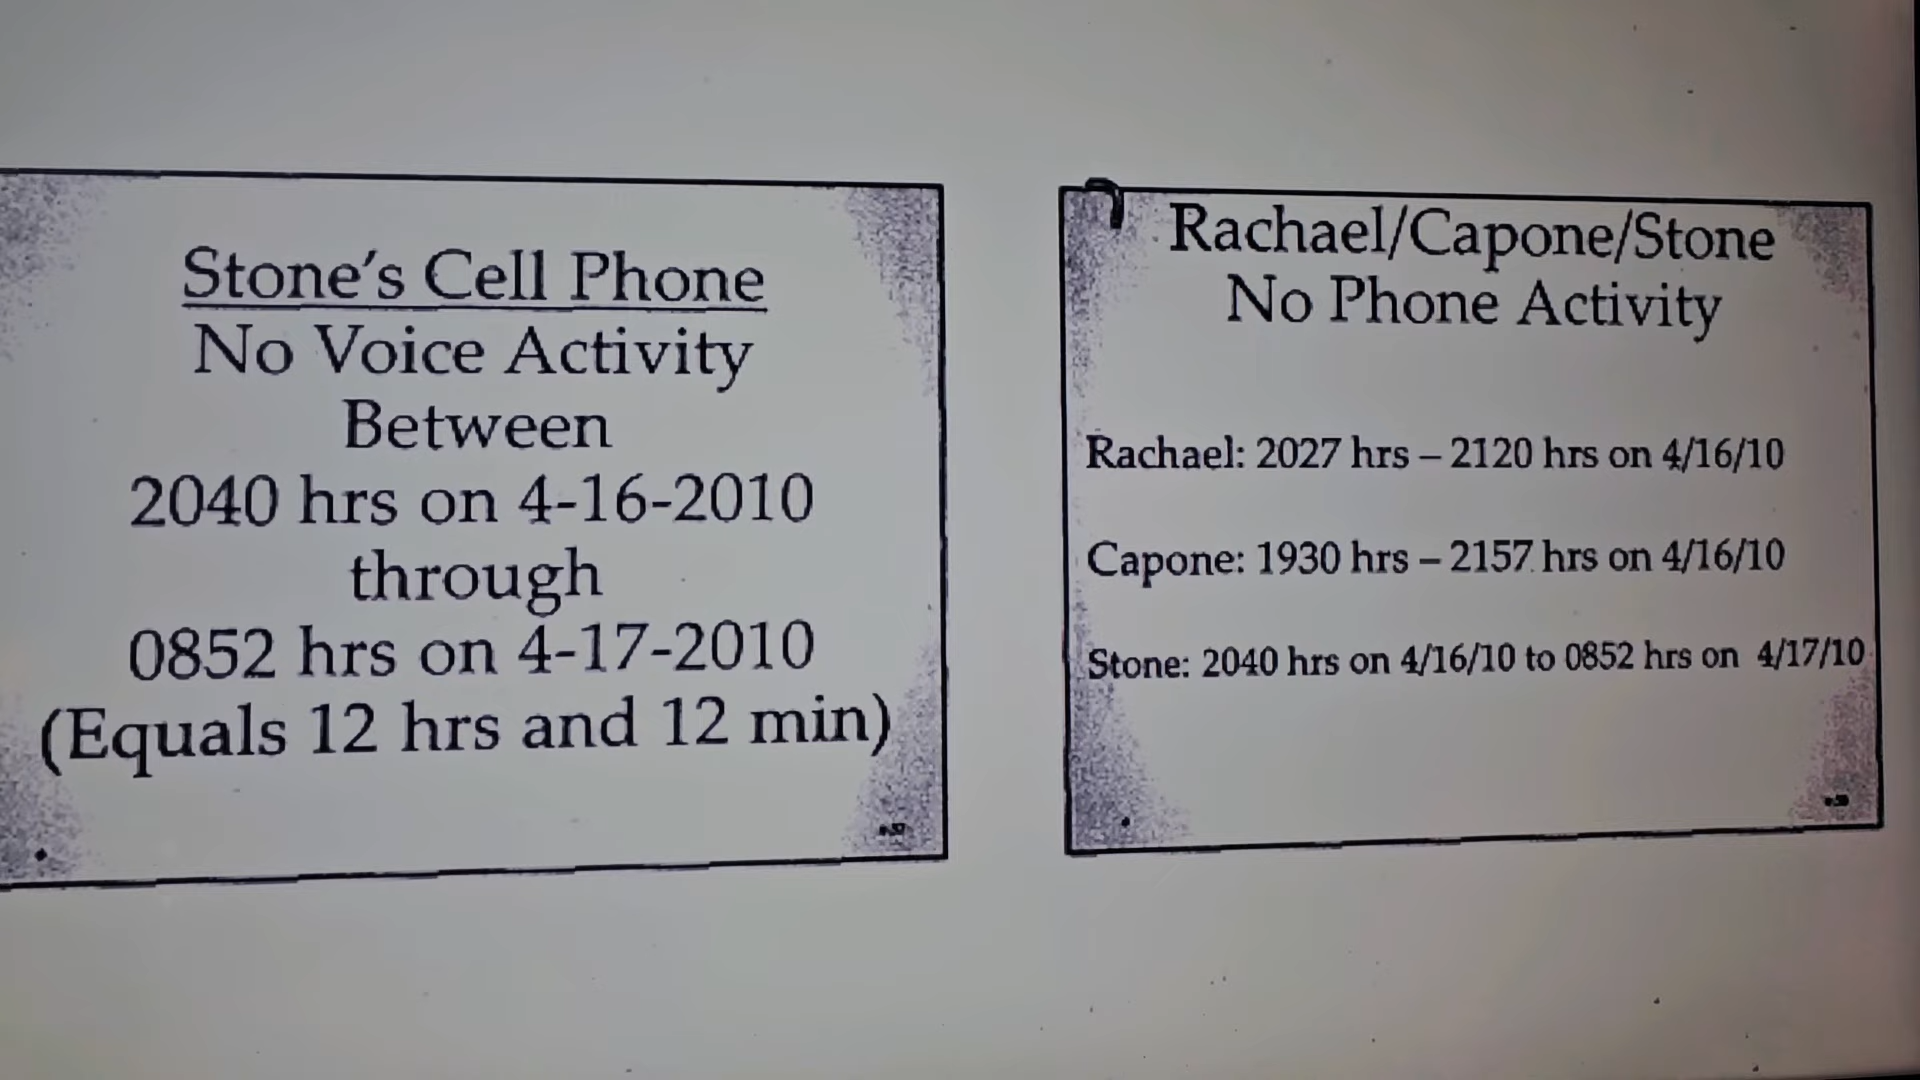 Stone's Cell Phone
No Voice Activity
Between
2040 hrs on 4-16-2010
through
0852 hrs on 4-17-2010
(Equals 12 hrs and 12 min)
Rachael/Capone/Stone
No Phone Activity
Rachael: 2027 hrs – 2120 hrs on 4/16/10
Capone: 1930 hrs – 2157 hrs on 4/16/10
Stone: 2040 hrs on 4/16/10 to 0852 hrs on 4/17/10